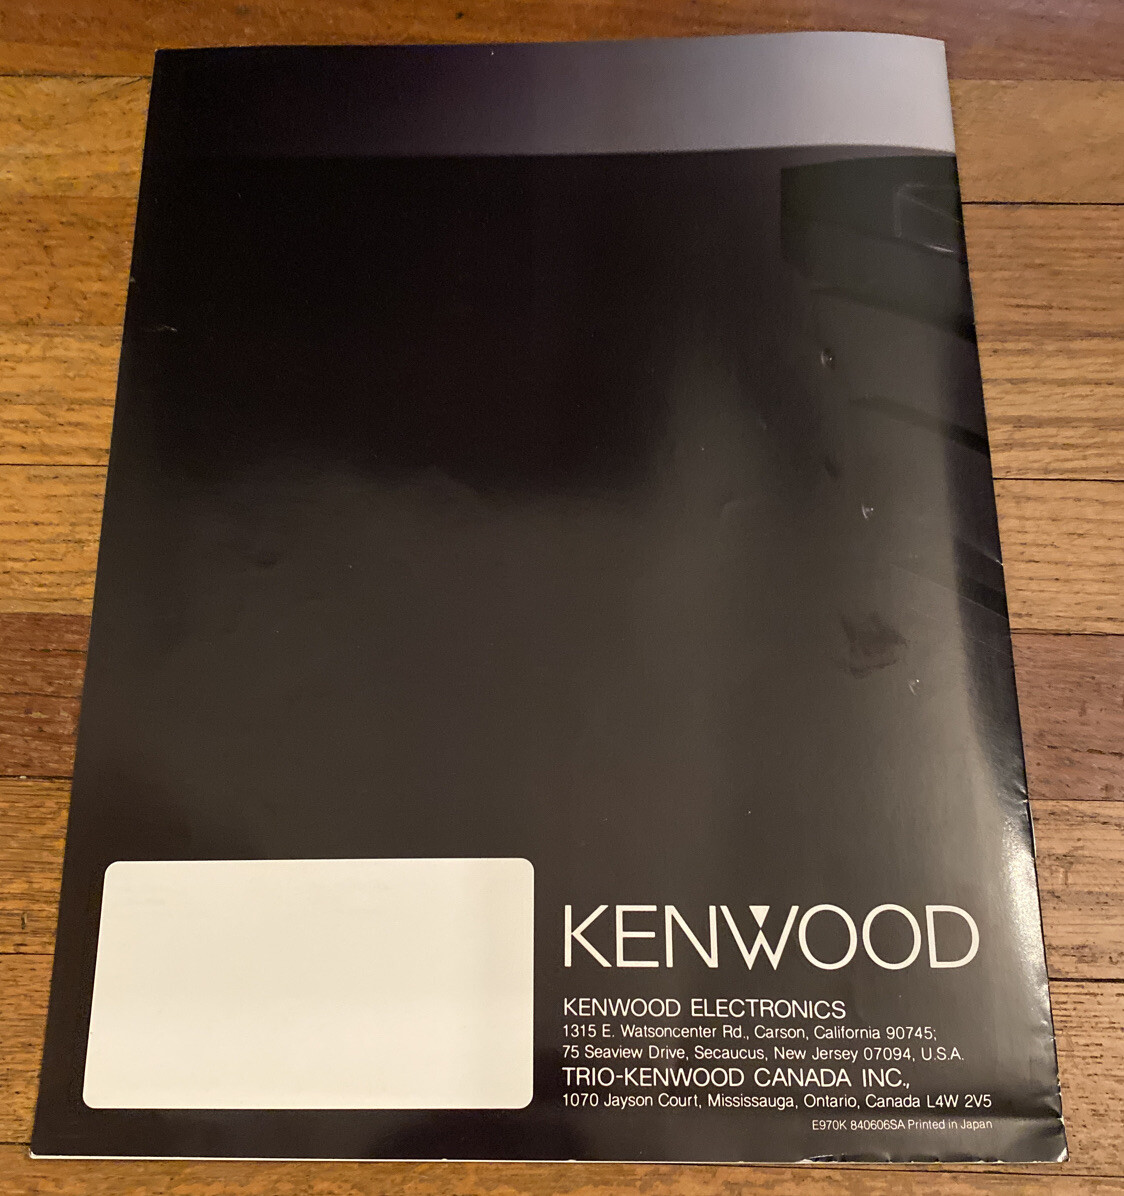 KENWOOD
KENWOOD ELECTRONICS
1315 E. Watsoncenter Rd., Carson, California 90745;
75 Seaview Drive, Secaucus, New Jersey 07094, U.S.A.
TRIO-KENWOOD CANADA INC.,
1070 Jayson Court, Mississauga, Ontario, Canada L4W 2V5
E970K 840606SA Printed in Japan